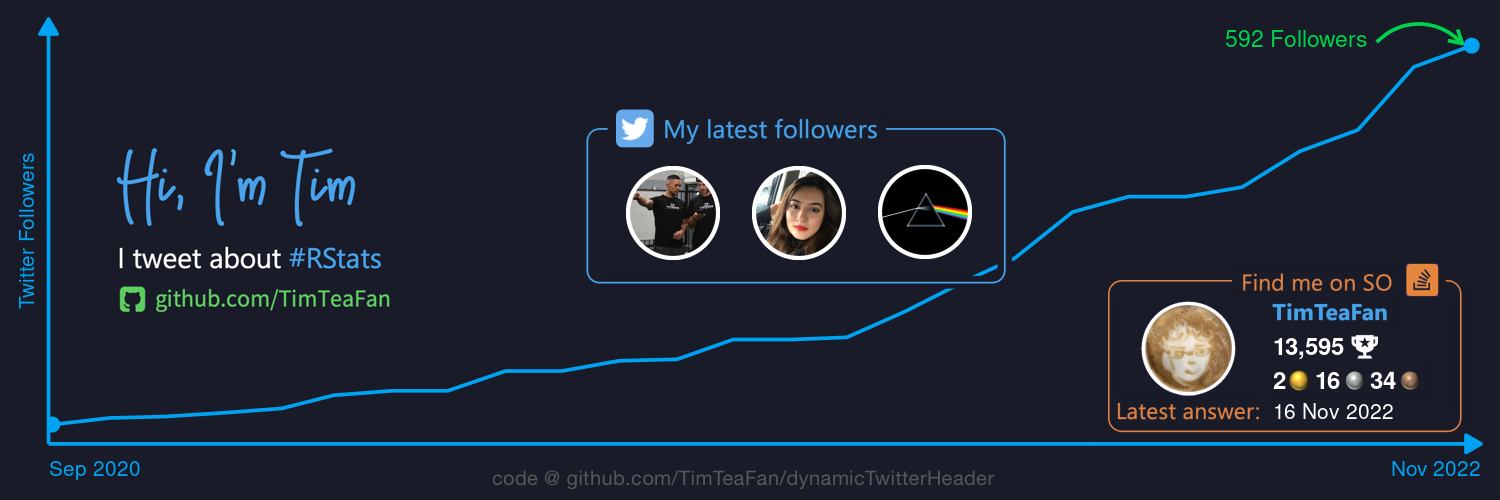 592 Followers
Twitter Followers
Hi, I'm Tim
I tweet about #RStats
github.com/TimTeaFan
My latest followers
Find me on SO
TimTeaFan
13,595
2 16 34
Latest answer: 16 Nov 2022
Sep 2020
Nov 2022
code @ github.com/TimTeaFan/dynamicTwitterHeader